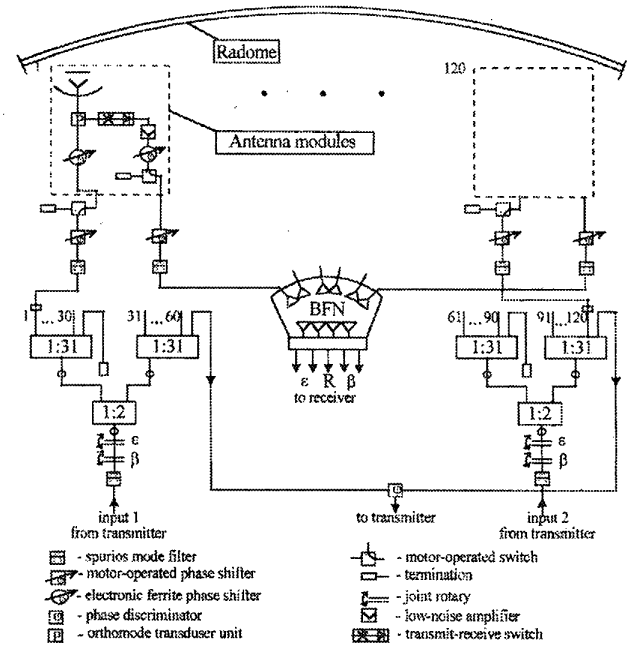 Radome
1
120
Antenna modules
BFN
1 ...30
31 ...60
61 ...90
91 ...120
1:31
1:31
1:31
1:31
ε R β
to receiver
1:2
1:2
ε
β
ε
β
input 1
from transmitter
to transmitter
input 2
from transmitter
- spurios mode filter
- motor-operated phase shifter
- electronic ferrite phase shifter
- phase discriminator
- orthomode transduser unit
- motor-operated switch
- termination
- joint rotary
- low-noise amplifier
- transmit-receive switch